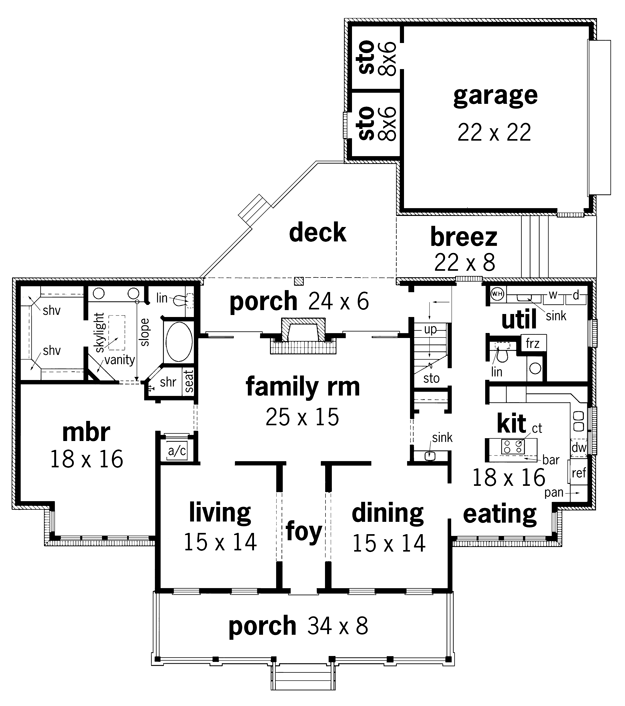 sto
8x6
garage
22 x 22
sto
8x6
deck
breez
22 x 8
porch 24 x 6
shv
shv
skylight
slope
vanity
lin
shr
seat
up
sto
WH
w
d
sink
util
frz
lin
family rm
25 x 15
mbr
18 x 16
a/c
sink
kit
ct
dw
bar
ref
18 x 16
pan
eating
living
15 x 14
foy
dining
15 x 14
porch 34 x 8